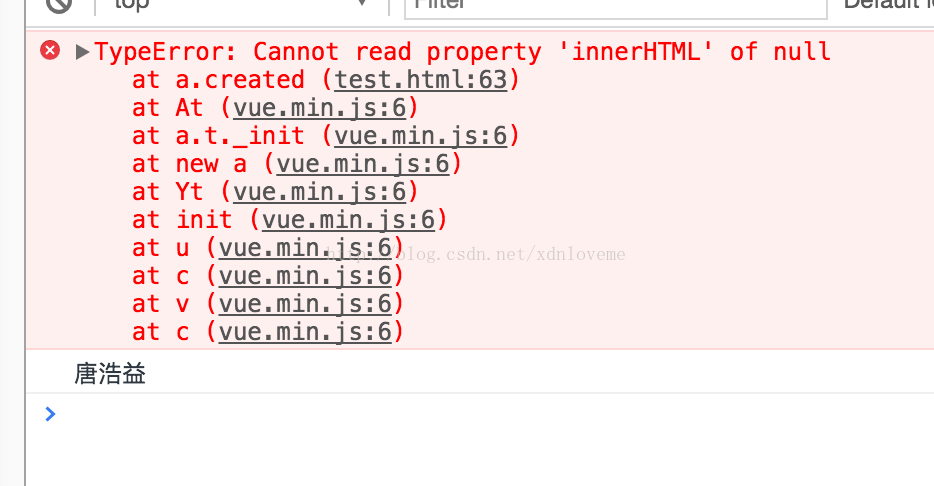 top
Filter
Default
TypeError: Cannot read property 'innerHTML' of null
at a.created (test.html:63)
at At (vue.min.js:6)
at a.t._init (vue.min.js:6)
at new a (vue.min.js:6)
at Yt (vue.min.js:6)
at init (vue.min.js:6)
at u (vue.min.js:6)
http://blog.csdn.net/xdnloveme
at c (vue.min.js:6)
at v (vue.min.js:6)
at c (vue.min.js:6)
唐浩益